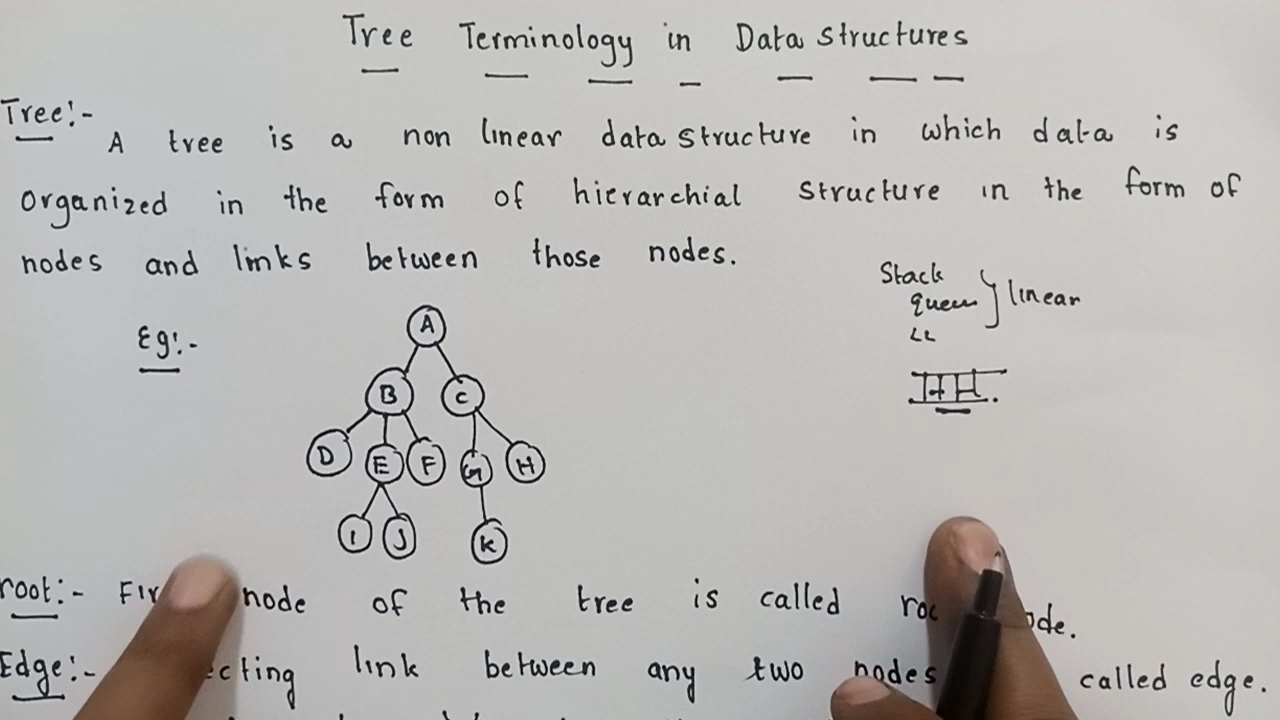 Tree Terminology in Data Structures
Tree:-
A tree is a non linear data structure in which data is
organized in the form of hierarchial structure in the form of
nodes and links between those nodes.
Stack
linear
LL
Eg:-
A
B C
D E F G H
I J K
root:- node of the tree is called
Edge:- link between any two nodes called edge.